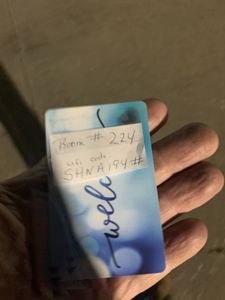 Room # 224
wifi code
SHNA194#
welc